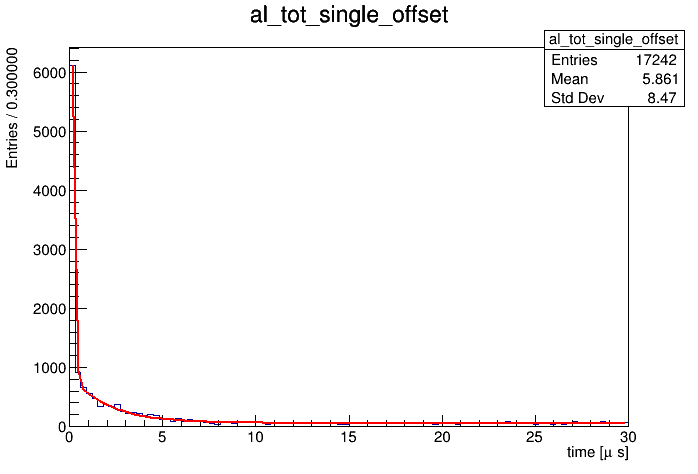 al_tot_single_offset
al_tot_single_offset
Entries 17242
Mean 5.861
Std Dev 8.47
Entries / 0.300000
6000
5000
4000
3000
2000
1000
0
0 5 10 15 20 25 30
time [μ s]